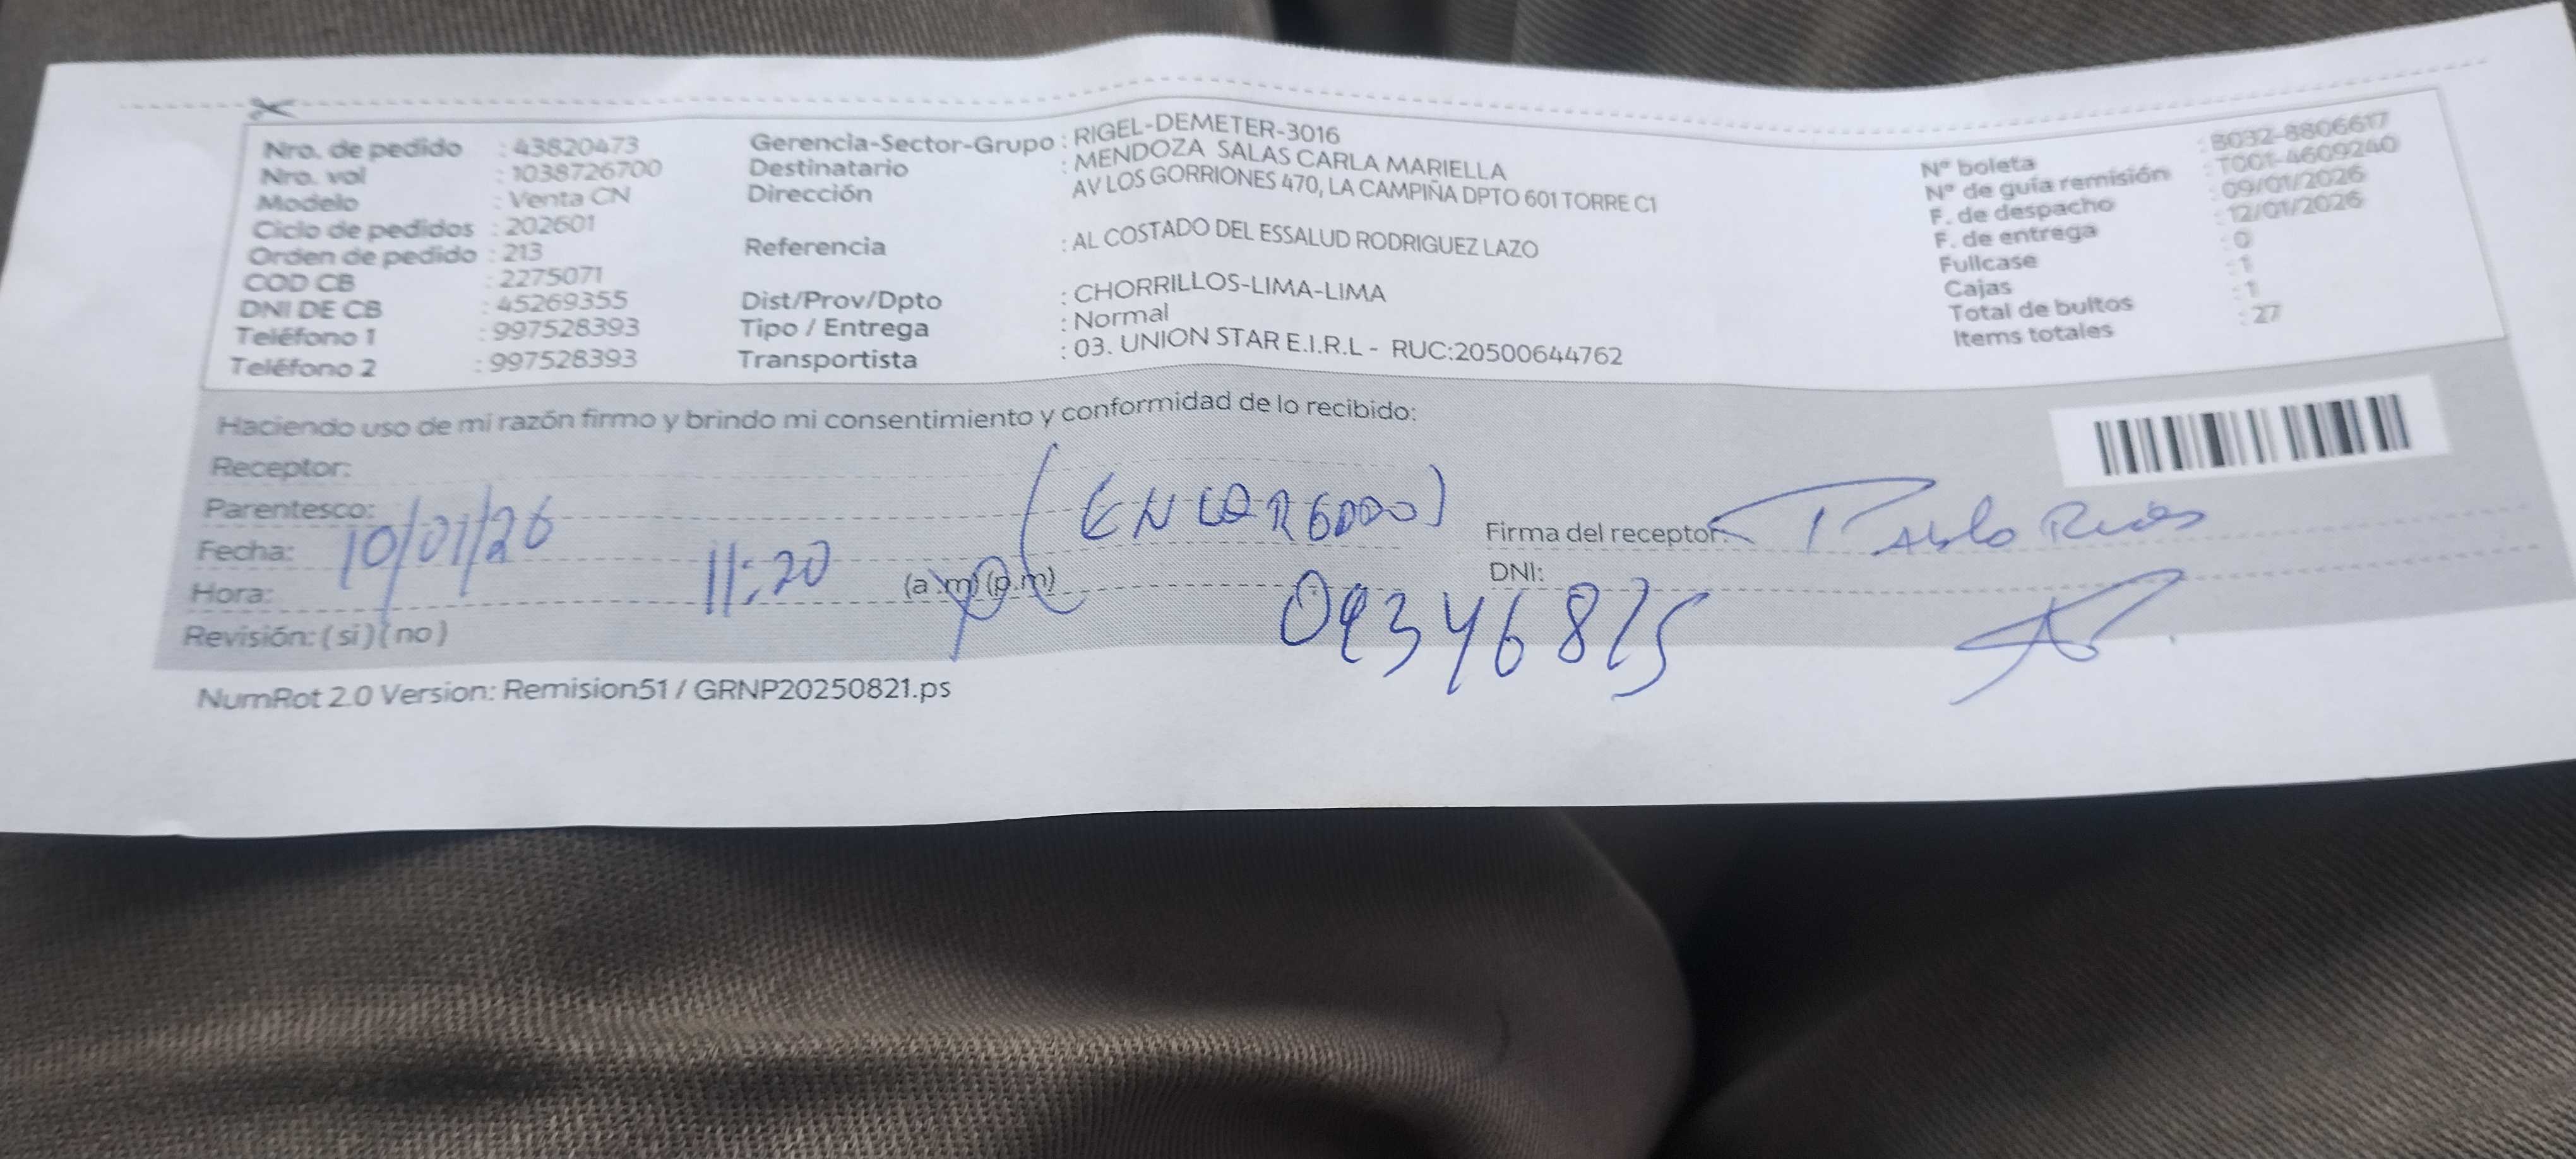 Nro. de pedido : 43820473
Nro. vol : 1038726700
Modelo : Venta CN
Ciclo de pedidos : 202601
Orden de pedido : 213
COD CB : 2275071
DNI DE CB : 45269355
Teléfono 1 : 997528393
Teléfono 2 : 997528393
Gerencia-Sector-Grupo : RIGEL-DEMETER-3016
Destinatario : MENDOZA SALAS CARLA MARIELLA
Dirección AV LOS GORRIONES 470, LA CAMPIÑA DPTO 601 TORRE C1
Referencia : AL COSTADO DEL ESSALUD RODRIGUEZ LAZO
Dist/Prov/Dpto : CHORRILLOS-LIMA-LIMA
Tipo / Entrega : Normal
Transportista : 03. UNION STAR E.I.R.L - RUC:20500644762
N° boleta : B032-8806617
N° de guía remisión : T001-4609240
F. de despacho : 09/01/2026
F. de entrega : 12/01/2026
Fullcase : 0
Cajas : 1
Total de bultos : 1
Items totales : 27
Haciendo uso de mi razón firmo y brindo mi consentimiento y conformidad de lo recibido:
Receptor:
Parentesco:
Fecha: 10/01/26
Hora: 11:20 (a.m) (p.m)
Revisión: (si) (no)
(ENCARGADO)
Firma del receptor: Pablo
DNI:
NumRot 2.0 Version: Remision51 / GRNP20250821.ps